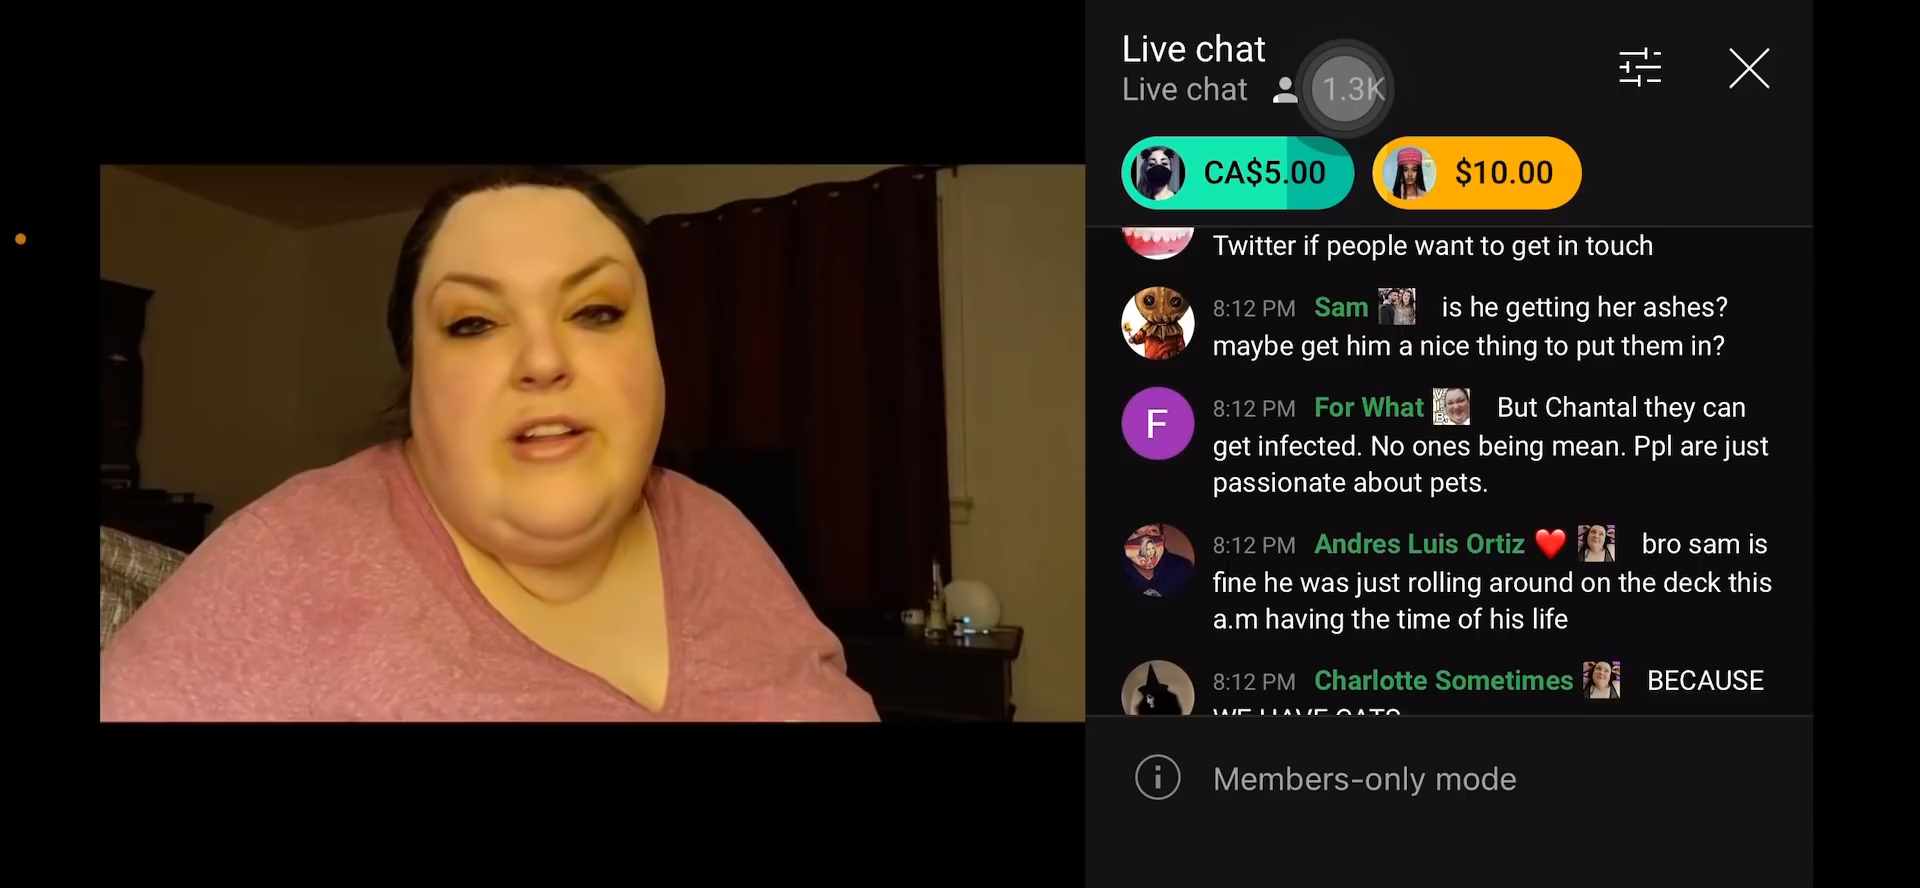 Live chat
Live chat 1.3K
CA$5.00 $10.00
Twitter if people want to get in touch
8:12 PM Sam is he getting her ashes?
maybe get him a nice thing to put them in?
F 8:12 PM For What But Chantal they can
get infected. No ones being mean. Ppl are just
passionate about pets.
8:12 PM Andres Luis Ortiz ❤️ bro sam is
fine he was just rolling around on the deck this
a.m having the time of his life
8:12 PM Charlotte Sometimes BECAUSE
WE HAVE CATS
Members-only mode